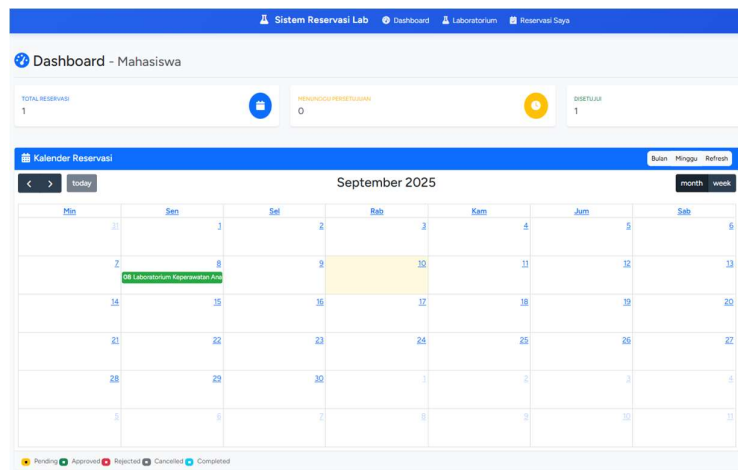 Sistem Reservasi Lab Dashboard Laboratorium Reservasi Saya
Dashboard - Mahasiswa
TOTAL RESERVASI MENUNGGU PERSETUJUAN DISETUJUI
1 0 1
Kalender Reservasi Bulan Minggu Refresh
today September 2025 month week
Min Sen Sel Rab Kam Jum Sab
31 1 2 3 4 5 6
7 8 9 10 11 12 13
08 Laboratorium Keperawatan Ana
14 15 16 17 18 19 20
21 22 23 24 25 26 27
28 29 30 1 2 3 4
5 6 7 8 9 10 11
Pending Approved Rejected Cancelled Completed